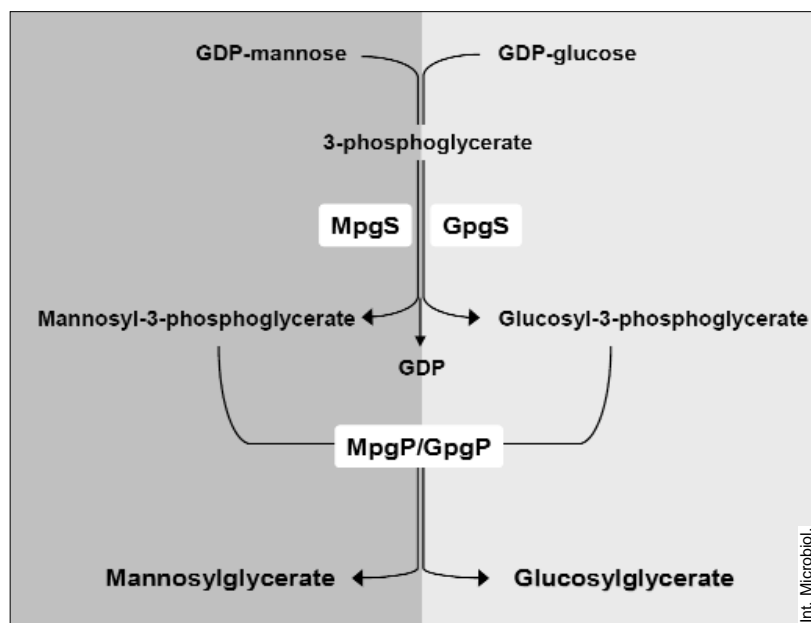 GDP-mannose
GDP-glucose
3-phosphoglycerate
MpgS
GpgS
Mannosyl-3-phosphoglycerate
Glucosyl-3-phosphoglycerate
GDP
MpgP/GpgP
Mannosylglycerate
Glucosylglycerate
Int. Microbiol.